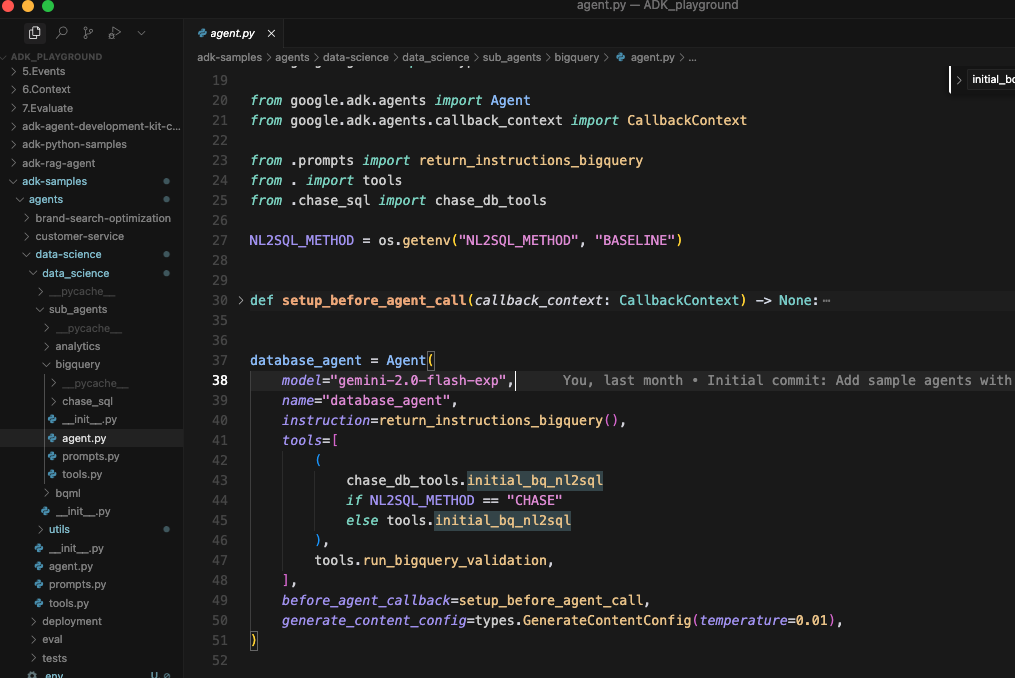 agent.py — ADK_playground
agent.py
ADK_PLAYGROUND
5.Events
6.Context
7.Evaluate
adk-agent-development-kit-c...
adk-python-samples
adk-rag-agent
adk-samples
agents
brand-search-optimization
customer-service
data-science
data_science
__pycache__
sub_agents
__pycache__
analytics
bigquery
__pycache__
chase_sql
__init__.py
agent.py
prompts.py
tools.py
bqml
__init__.py
utils
__init__.py
agent.py
prompts.py
tools.py
deployment
eval
tests
.env U
adk-samples > agents > data-science > data_science > sub_agents > bigquery > agent.py > ...
initial_bq
19
20 from google.adk.agents import Agent
21 from google.adk.agents.callback_context import CallbackContext
22
23 from .prompts import return_instructions_bigquery
24 from . import tools
25 from .chase_sql import chase_db_tools
26
27 NL2SQL_METHOD = os.getenv("NL2SQL_METHOD", "BASELINE")
28
29
30 def setup_before_agent_call(callback_context: CallbackContext) -> None:⋯
35
36
37 database_agent = Agent(
38 model="gemini-2.0-flash-exp", You, last month • Initial commit: Add sample agents with
39 name="database_agent",
40 instruction=return_instructions_bigquery(),
41 tools=[
42 (
43 chase_db_tools.initial_bq_nl2sql
44 if NL2SQL_METHOD == "CHASE"
45 else tools.initial_bq_nl2sql
46 ),
47 tools.run_bigquery_validation,
48 ],
49 before_agent_callback=setup_before_agent_call,
50 generate_content_config=types.GenerateContentConfig(temperature=0.01),
51 )
52